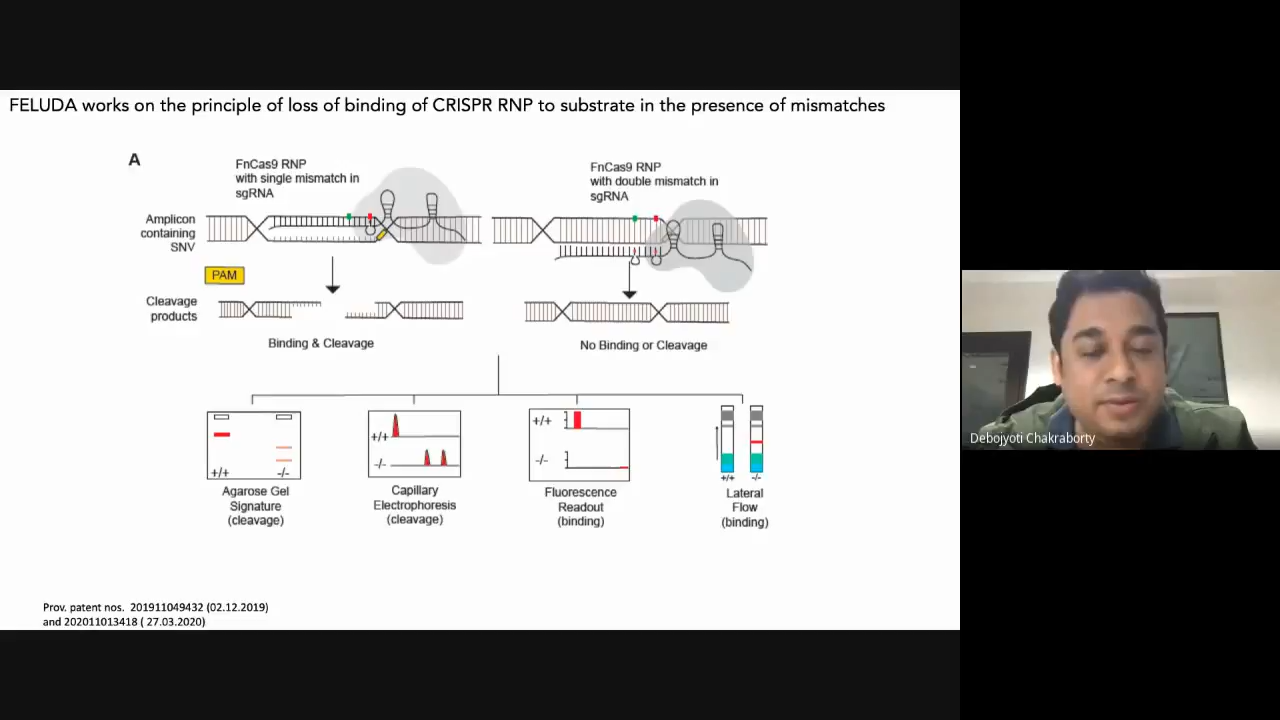 FELUDA works on the principle of loss of binding of CRISPR RNP to substrate in the presence of mismatches
A
FnCas9 RNP
with single mismatch in
sgRNA
FnCas9 RNP
with double mismatch in
sgRNA
Amplicon
containing
SNV
PAM
Cleavage
products
Binding & Cleavage
No Binding or Cleavage
+/+
-/-
Agarose Gel
Signature
(cleavage)
+/+
-/-
Capillary
Electrophoresis
(cleavage)
+/+
-/-
Fluorescence
Readout
(binding)
+/+
-/-
Lateral
Flow
(binding)
Prov. patent nos. 201911049432 (02.12.2019)
and 202011013418 ( 27.03.2020)
Debojyoti Chakraborty